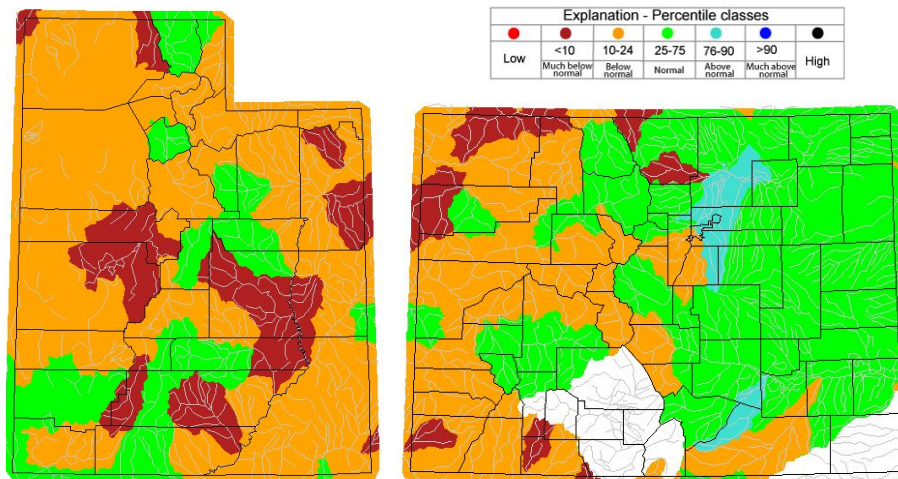 Explanation - Percentile classes
Low <10 10-24 25-75 76-90 >90 High
Much below normal Below normal Normal Above normal Much above normal